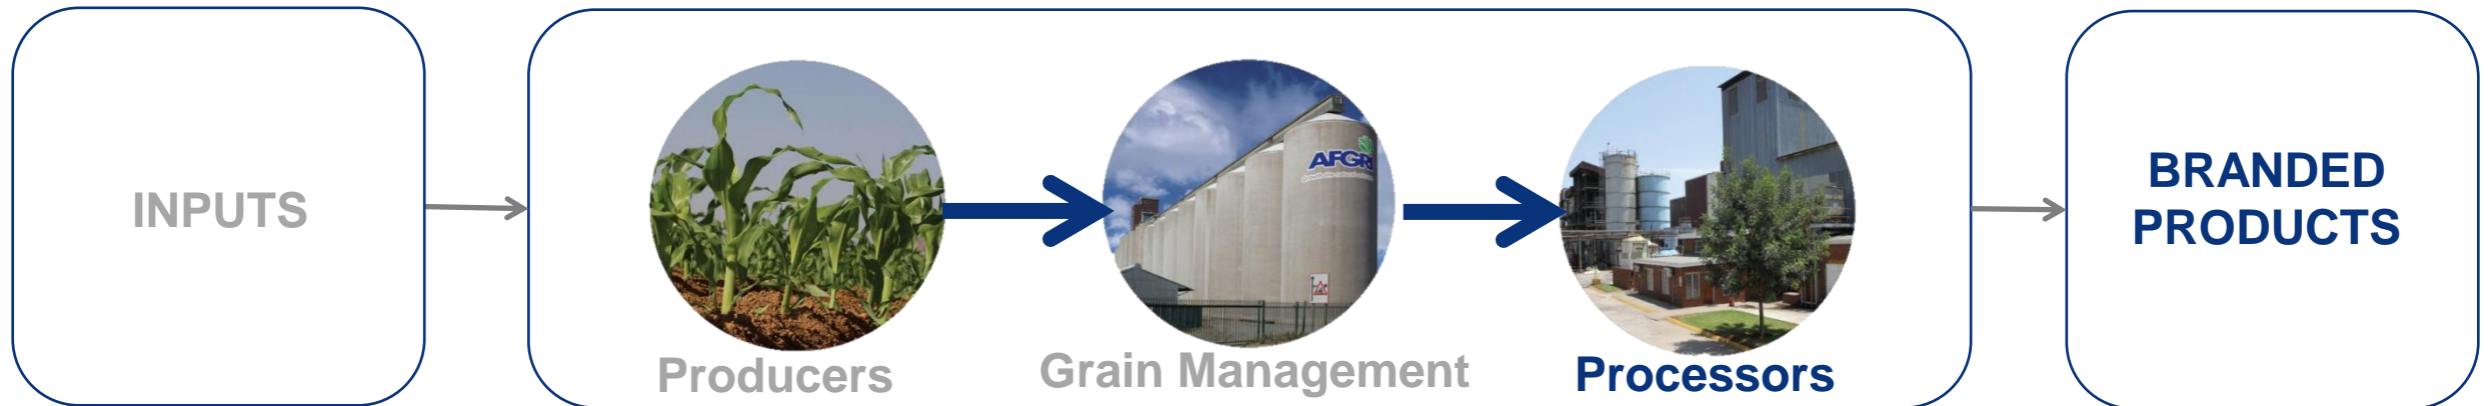 INPUTS
Producers
AFGRI
Grain Management
Processors
BRANDED
PRODUCTS